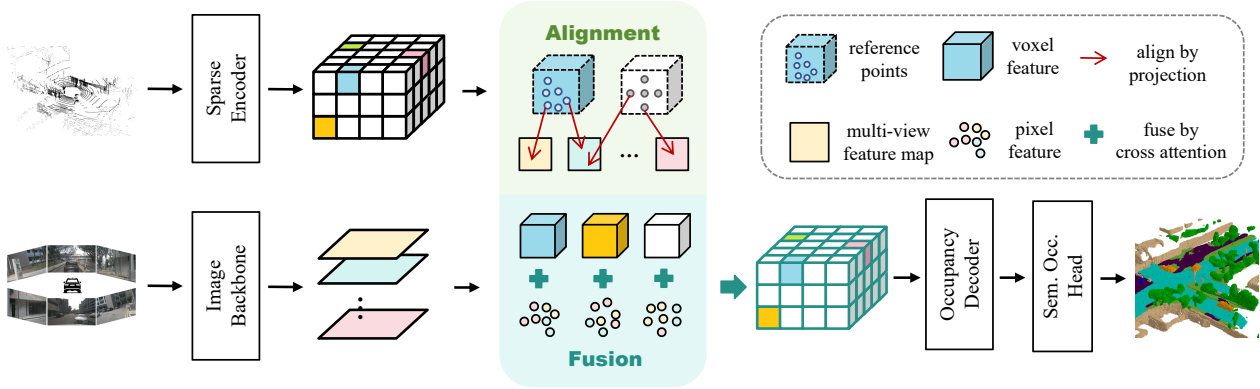 Sparse
Encoder
Alignment
...
reference
points
voxel
feature
align by
projection
multi-view
feature map
pixel
feature
fuse by
cross attention
Image
Backbone
Fusion
Occupancy
Decoder
Sem. Occ.
Head